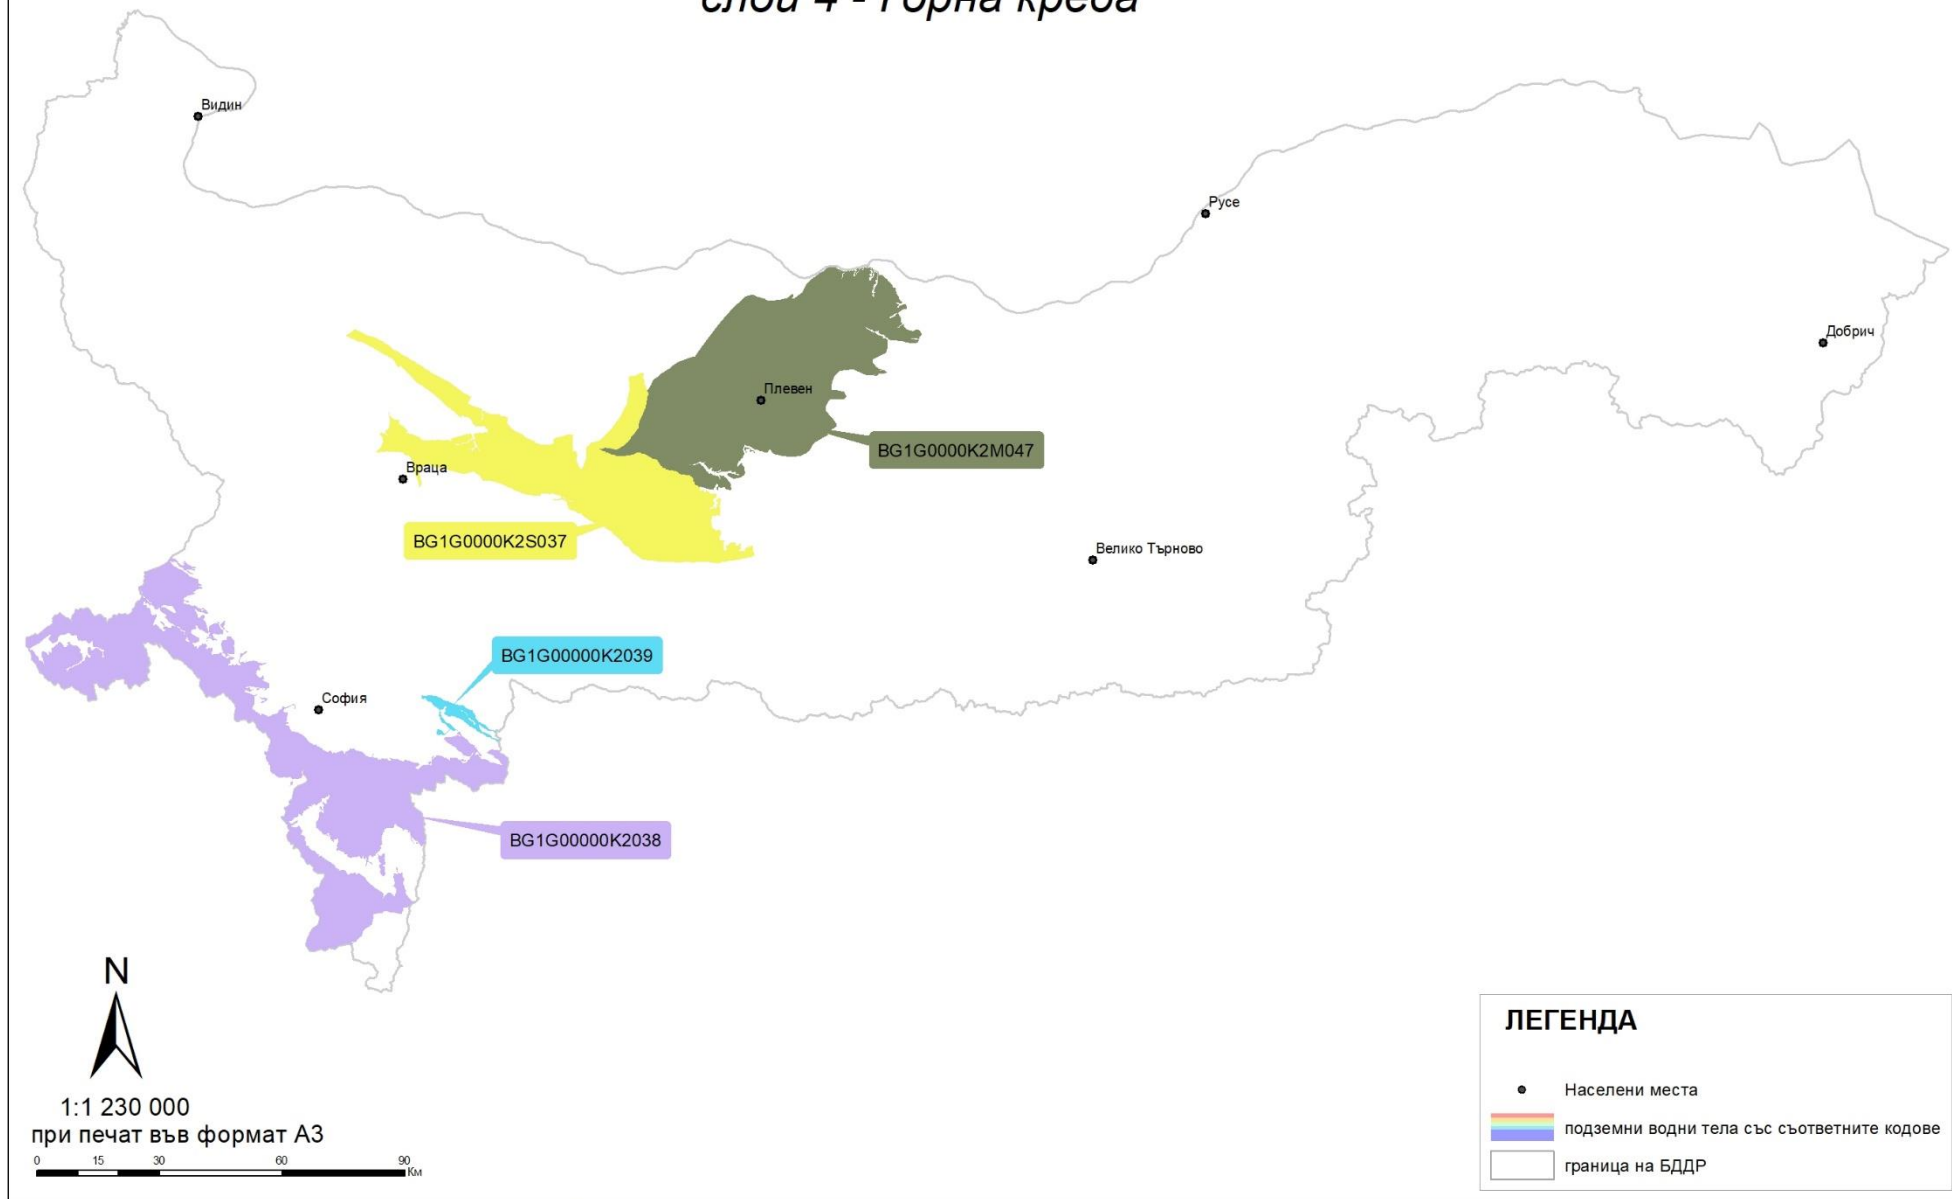 слой 4 - Горна креда
Видин
Русе
Добрич
Плевен
BG1G0000K2M047
Враца
BG1G0000K2S037
Велико Търново
BG1G00000K2039
София
BG1G00000K2038
N
1:1 230 000
при печат във формат А3
0 15 30 60 90
Км
ЛЕГЕНДА
Населени места
подземни водни тела със съответните кодове
граница на БДДР